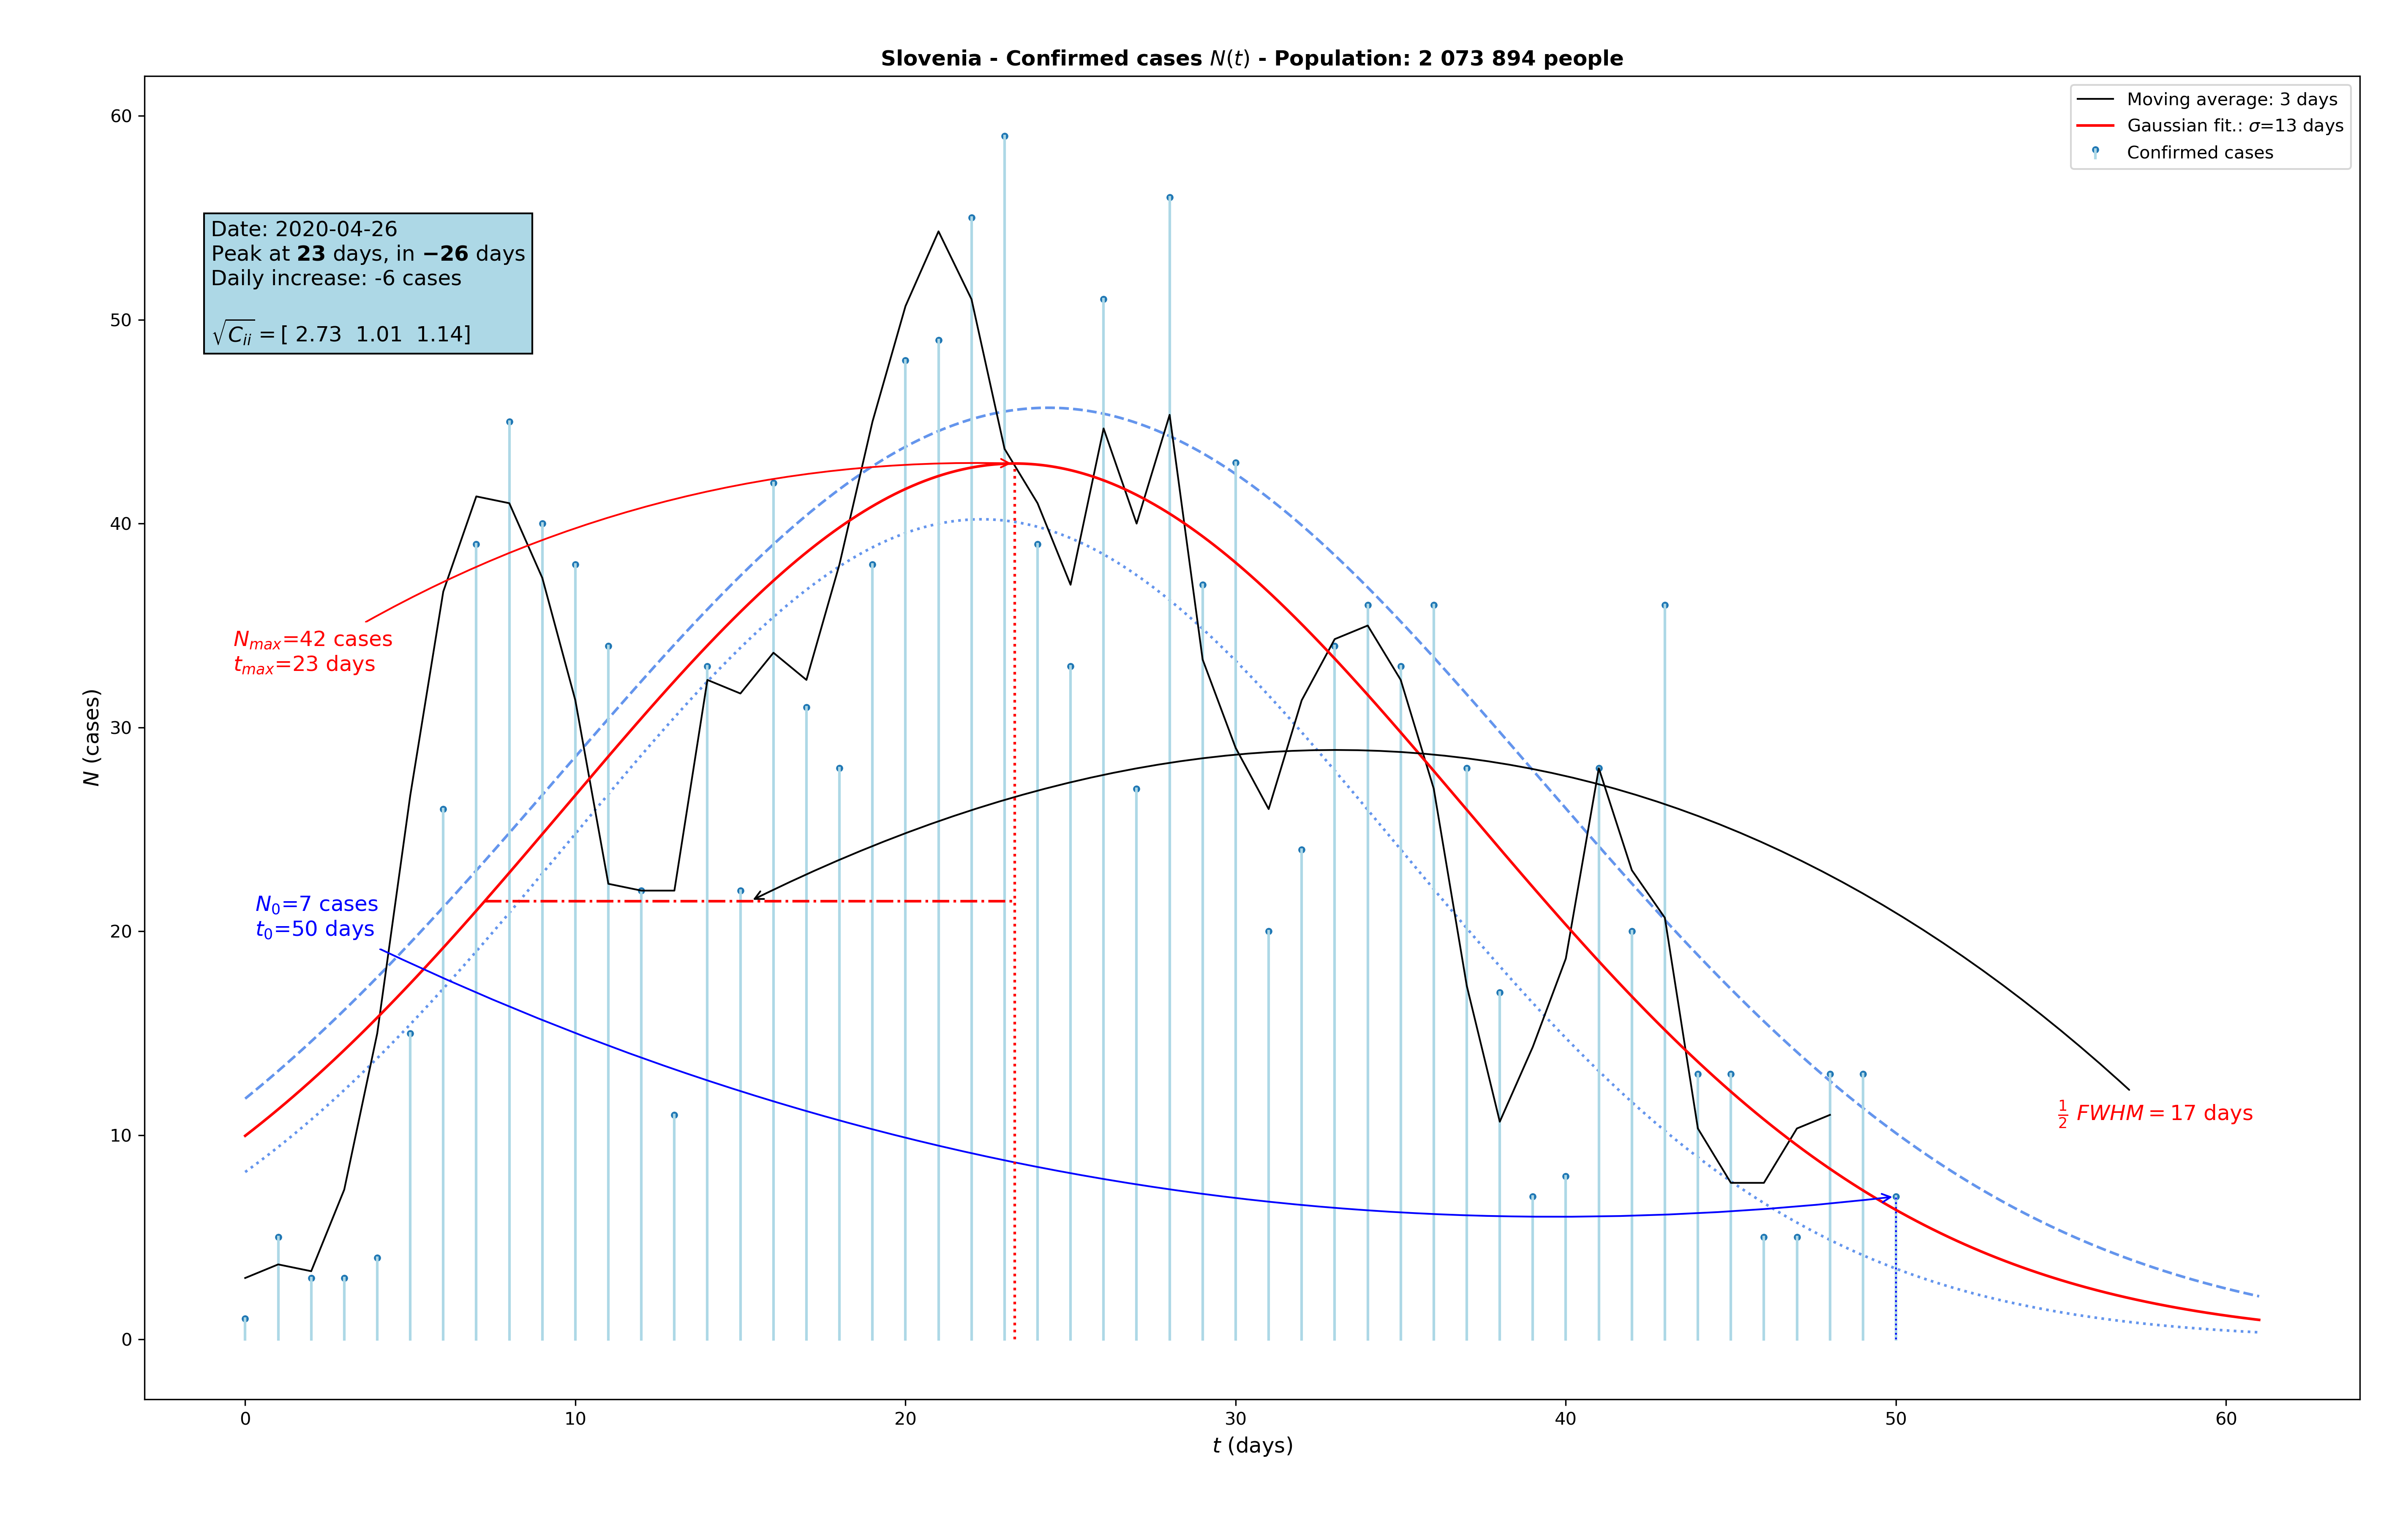 Slovenia - Confirmed cases N(t) - Population: 2 073 894 people
Moving average: 3 days
Gaussian fit.: σ=13 days
Confirmed cases
Date: 2020-04-26
Peak at 23 days, in −26 days
Daily increase: -6 cases
√C_ii = [ 2.73 1.01 1.14]
N_max=42 cases
t_max=23 days
N_0=7 cases
t_0=50 days
1/2 FWHM = 17 days
N (cases)
60
50
40
30
20
10
0
0 10 20 30 40 50 60
t (days)